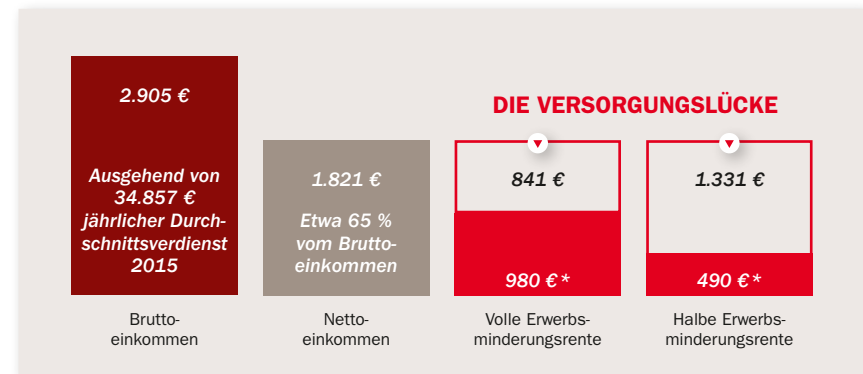 2.905 €
Ausgehend von
34.857 €
jährlicher Durch-
schnittsverdienst
2015
Brutto-
einkommen
1.821 €
Etwa 65 %
vom Brutto-
einkommen
Netto-
einkommen
DIE VERSORGUNGSLÜCKE
841 €
980 €*
Volle Erwerbs-
minderungsrente
1.331 €
490 €*
Halbe Erwerbs-
minderungsrente